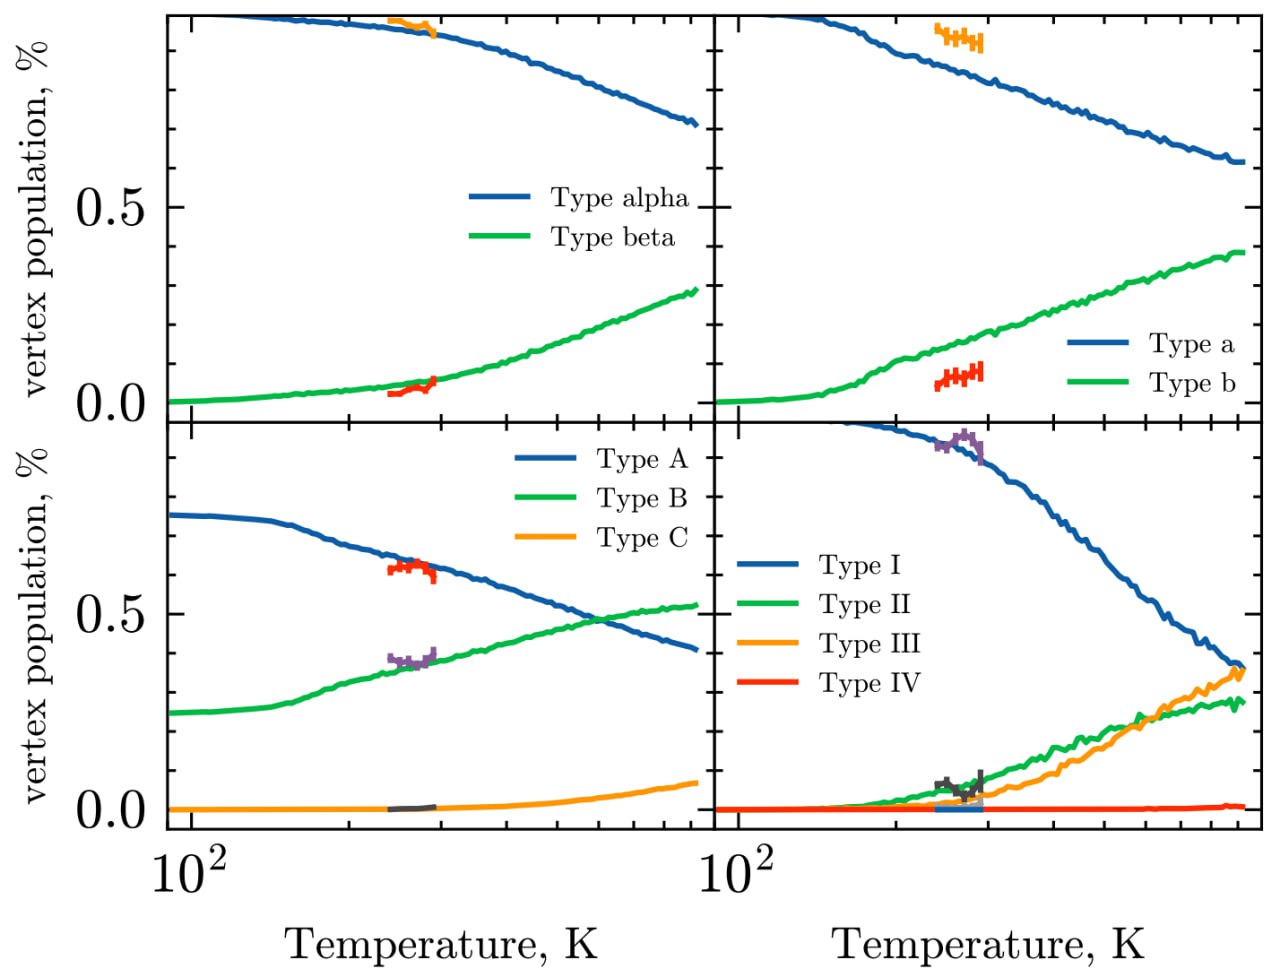 vertex population, %
0.5
0.0
Type alpha
Type beta
Type a
Type b
vertex population, %
0.5
0.0
Type A
Type B
Type C
Type I
Type II
Type III
Type IV
10²
10²
Temperature, K
Temperature, K